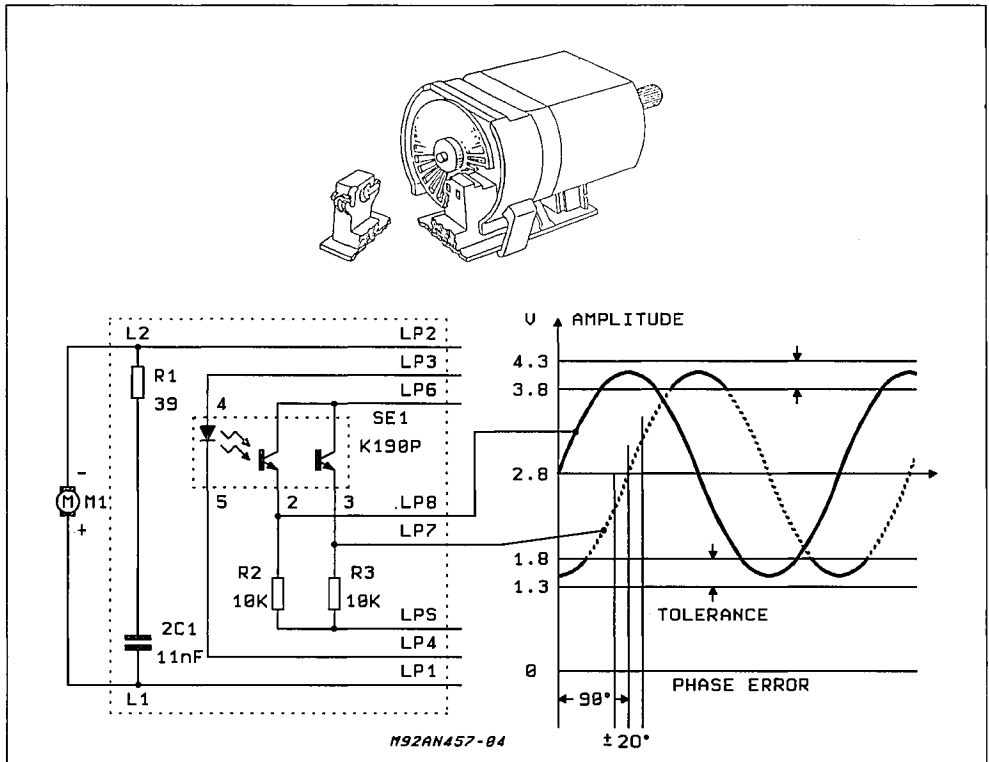 L2
LP2
LP3
R1
39
4
LP6
SE1
K190P
-
M
M1
+
5
2
3
LP8
LP7
R2
10K
R3
10K
LPS
2C1
11nF
LP4
LP1
L1
M92AN457-04
V
AMPLITUDE
4.3
3.8
2.8
1.8
1.3
TOLERANCE
0
PHASE ERROR
90°
±20°